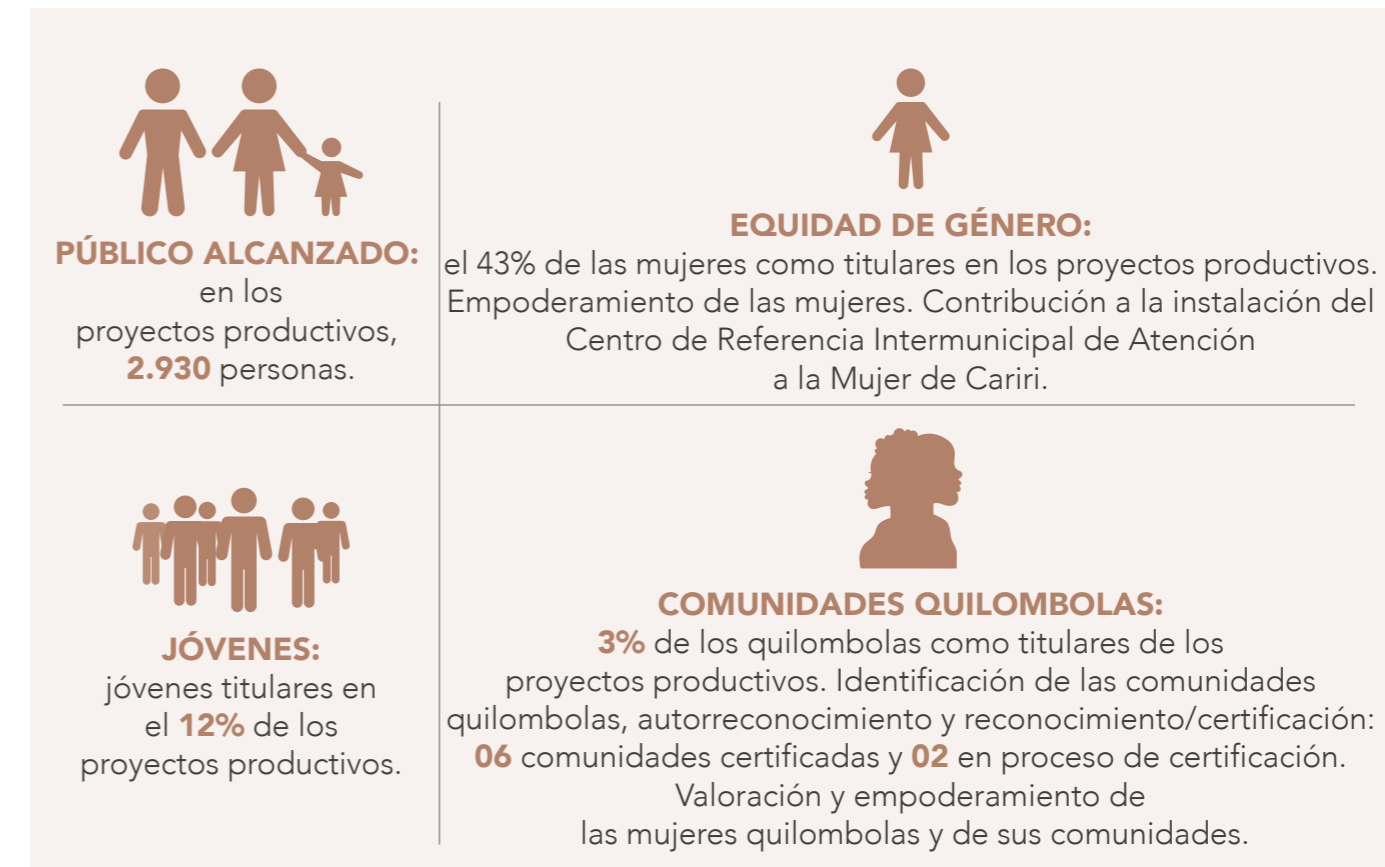 PÚBLICO ALCANZADO:
en los
proyectos productivos,
2.930 personas.
EQUIDAD DE GÉNERO:
el 43% de las mujeres como titulares en los proyectos productivos.
Empoderamiento de las mujeres. Contribución a la instalación del
Centro de Referencia Intermunicipal de Atención
a la Mujer de Cariri.
JÓVENES:
jóvenes titulares en
el 12% de los
proyectos productivos.
COMUNIDADES QUILOMBOLAS:
3% de los quilombolas como titulares de los
proyectos productivos. Identificación de las comunidades
quilombolas, autorreconocimiento y reconocimiento/certificación:
06 comunidades certificadas y 02 en proceso de certificación.
Valoración y empoderamiento de
las mujeres quilombolas y de sus comunidades.